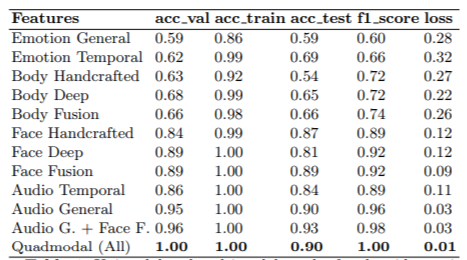 Features acc_val acc_train acc_test f1_score loss
Emotion General 0.59 0.86 0.59 0.60 0.28
Emotion Temporal 0.62 0.99 0.69 0.66 0.32
Body Handcrafted 0.63 0.92 0.54 0.72 0.27
Body Deep 0.68 0.99 0.65 0.72 0.22
Body Fusion 0.66 0.98 0.66 0.74 0.26
Face Handcrafted 0.84 0.99 0.87 0.89 0.12
Face Deep 0.89 1.00 0.81 0.92 0.12
Face Fusion 0.89 1.00 0.89 0.92 0.09
Audio Temporal 0.86 1.00 0.84 0.89 0.11
Audio General 0.95 1.00 0.90 0.96 0.03
Audio G. + Face F. 0.96 1.00 0.93 0.98 0.03
Quadmodal (All) 1.00 1.00 0.90 1.00 0.01